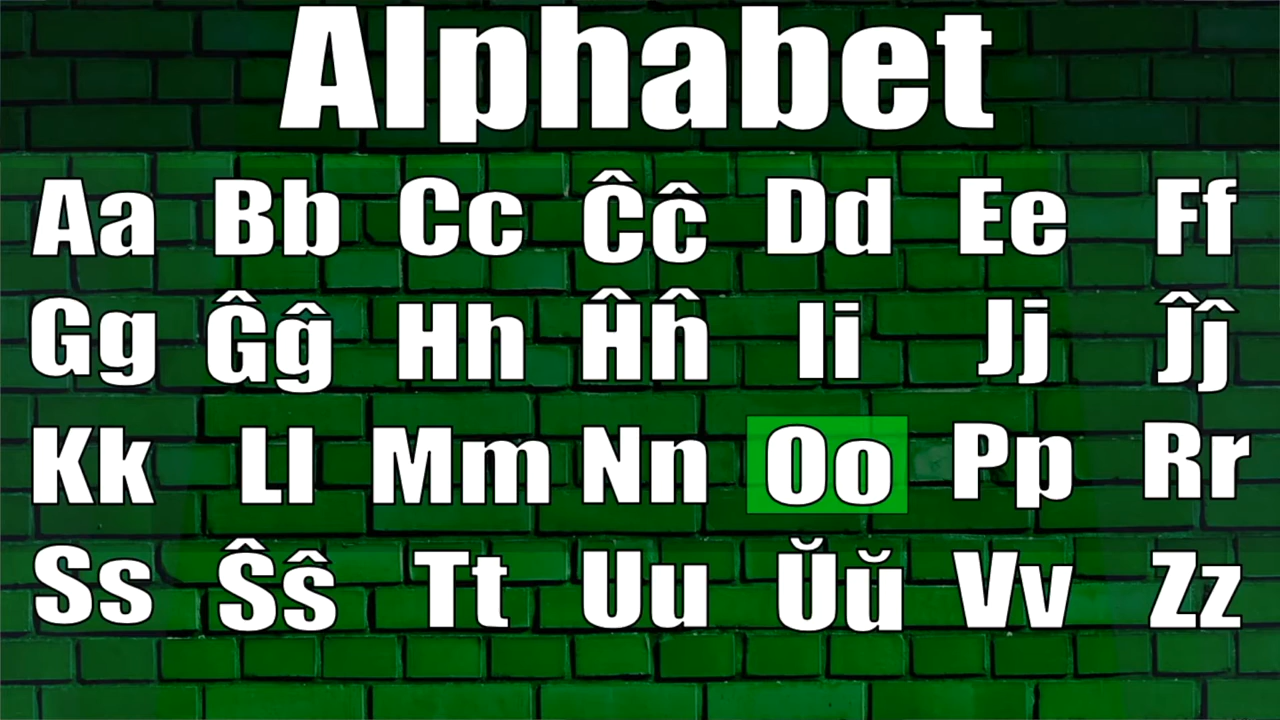 Alphabet
Aa Bb Cc Ĉĉ Dd Ee Ff
Gg Ĝĝ Hh Ĥĥ Ii Jj Ĵĵ
Kk Ll Mm Nn Oo Pp Rr
Ss Ŝŝ Tt Uu Ŭŭ Vv Zz